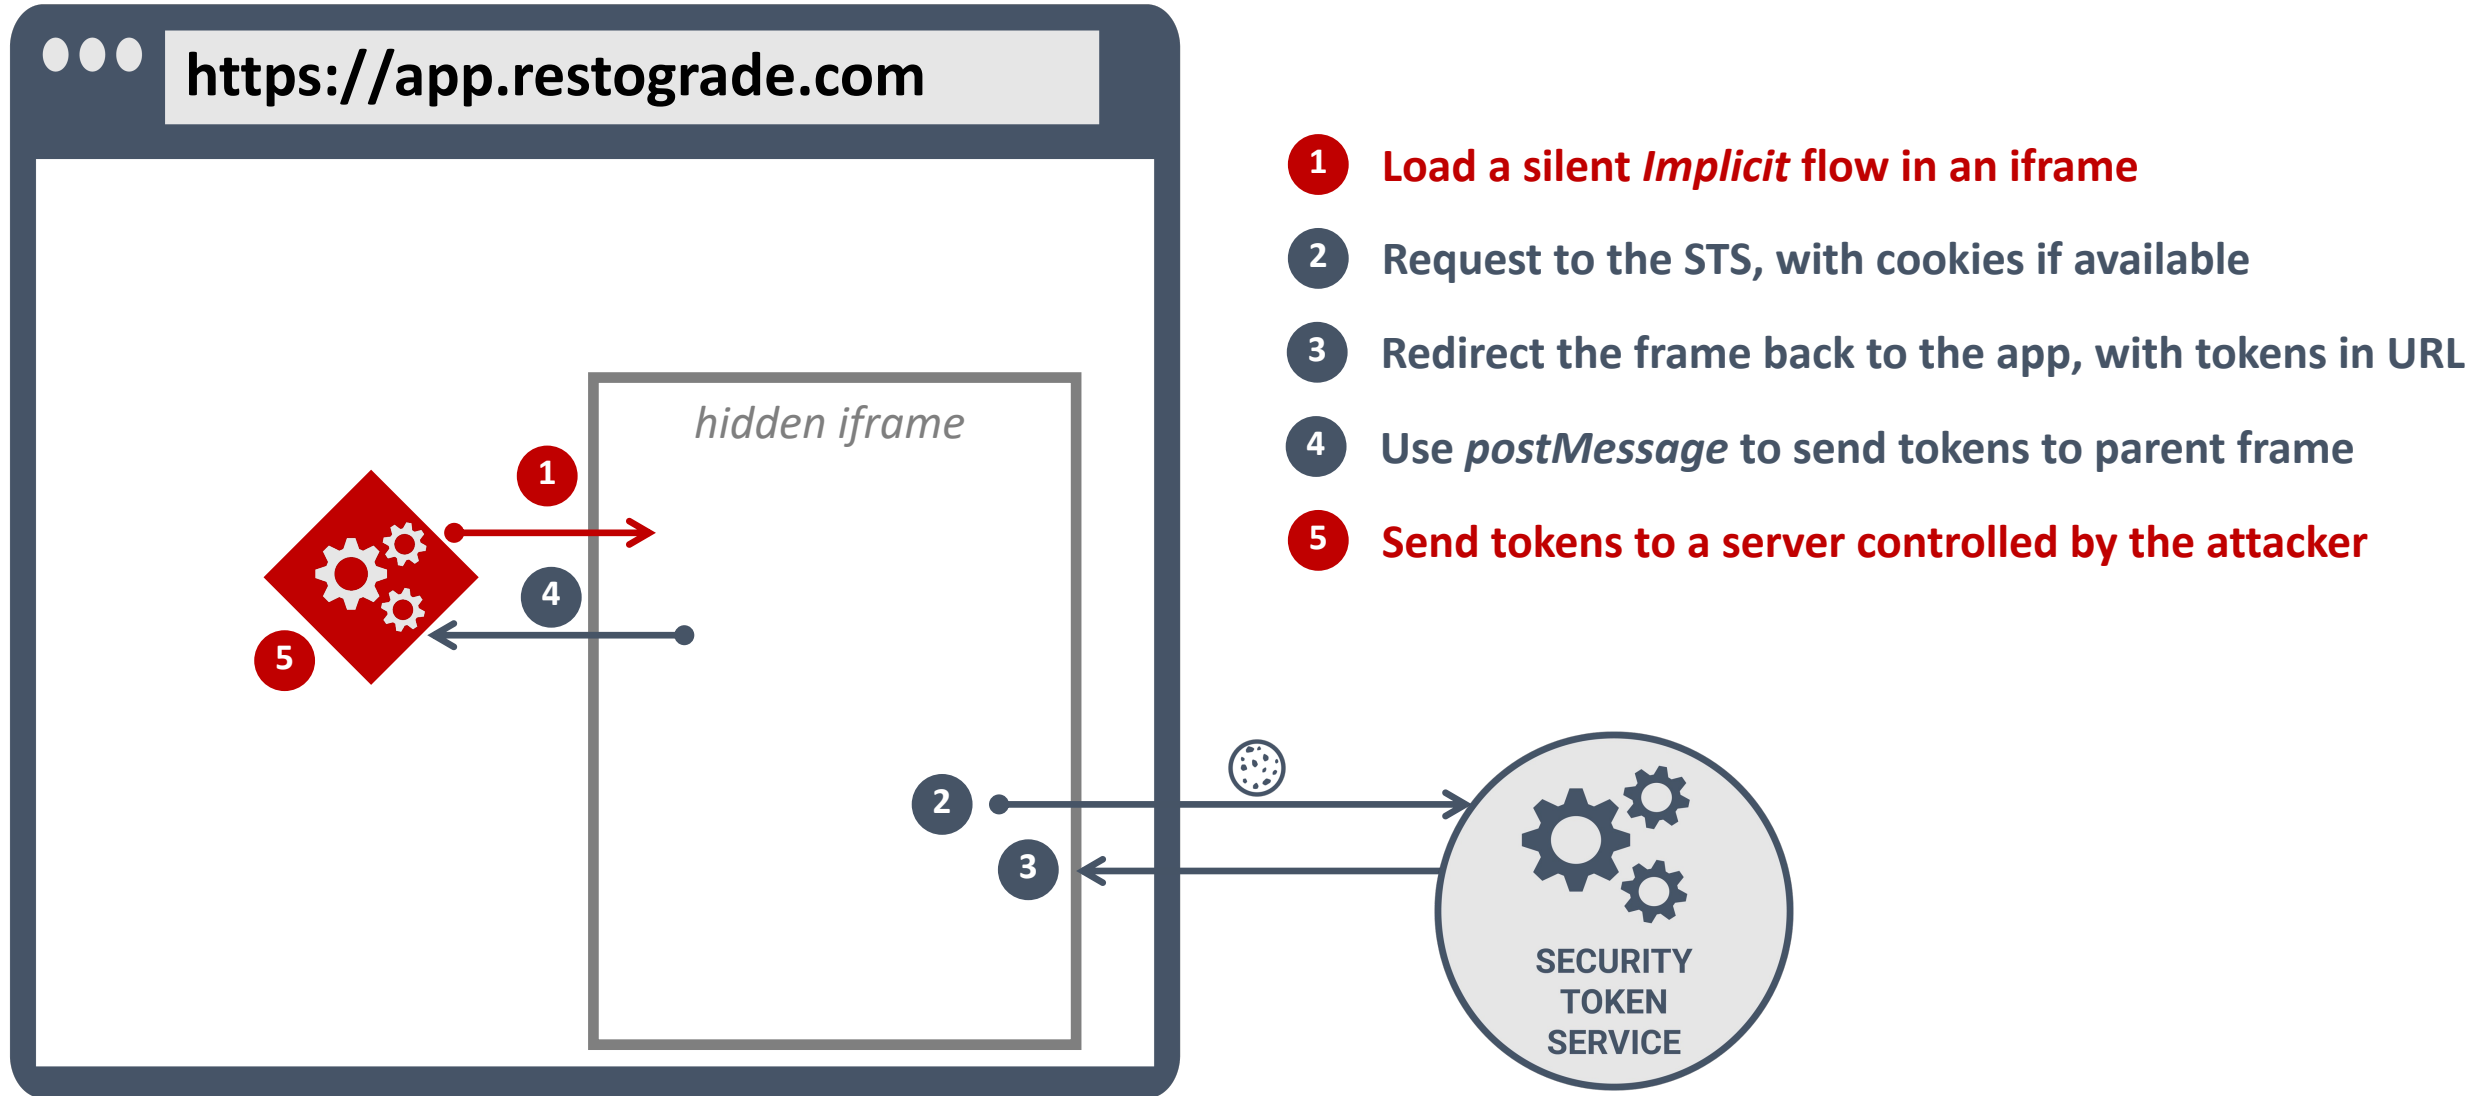 https://app.restograde.com
1 Load a silent Implicit flow in an iframe
2 Request to the STS, with cookies if available
3 Redirect the frame back to the app, with tokens in URL
4 Use postMessage to send tokens to parent frame
5 Send tokens to a server controlled by the attacker
hidden iframe
1
4
5
2
3
SECURITY
TOKEN
SERVICE